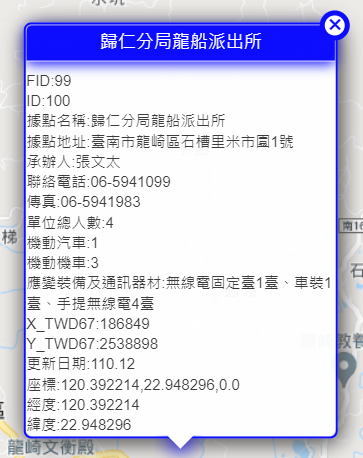 水坑
歸仁分局龍船派出所
FID:99
ID:100
據點名稱:歸仁分局龍船派出所
據點地址:臺南市龍崎區石槽里米市圍1號
承辦人:張文太
聯絡電話:06-5941099
傳真:06-5941983
單位總人數:4
機動汽車:1
機動機車:3
應變裝備及通訊器材:無線電固定臺1臺、車裝1
臺、手提無線電4臺
X_TWD67:186849
Y_TWD67:2538898
更新日期:110.12
座標:120.392214,22.948296,0.0
經度:120.392214
緯度:22.948296
南16
梯
石
教養
區
龍崎文衡殿